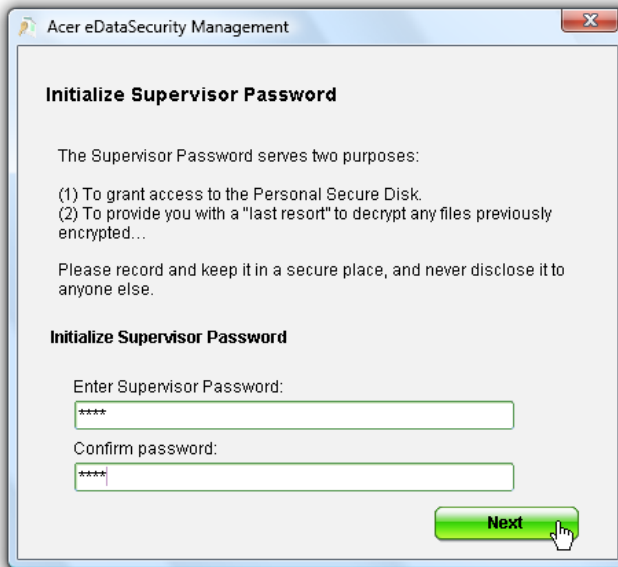 Acer eDataSecurity Management
Initialize Supervisor Password
The Supervisor Password serves two purposes:
(1) To grant access to the Personal Secure Disk.
(2) To provide you with a "last resort" to decrypt any files previously
encrypted...
Please record and keep it in a secure place, and never disclose it to
anyone else.
Initialize Supervisor Password
Enter Supervisor Password:
****
Confirm password:
****
Next